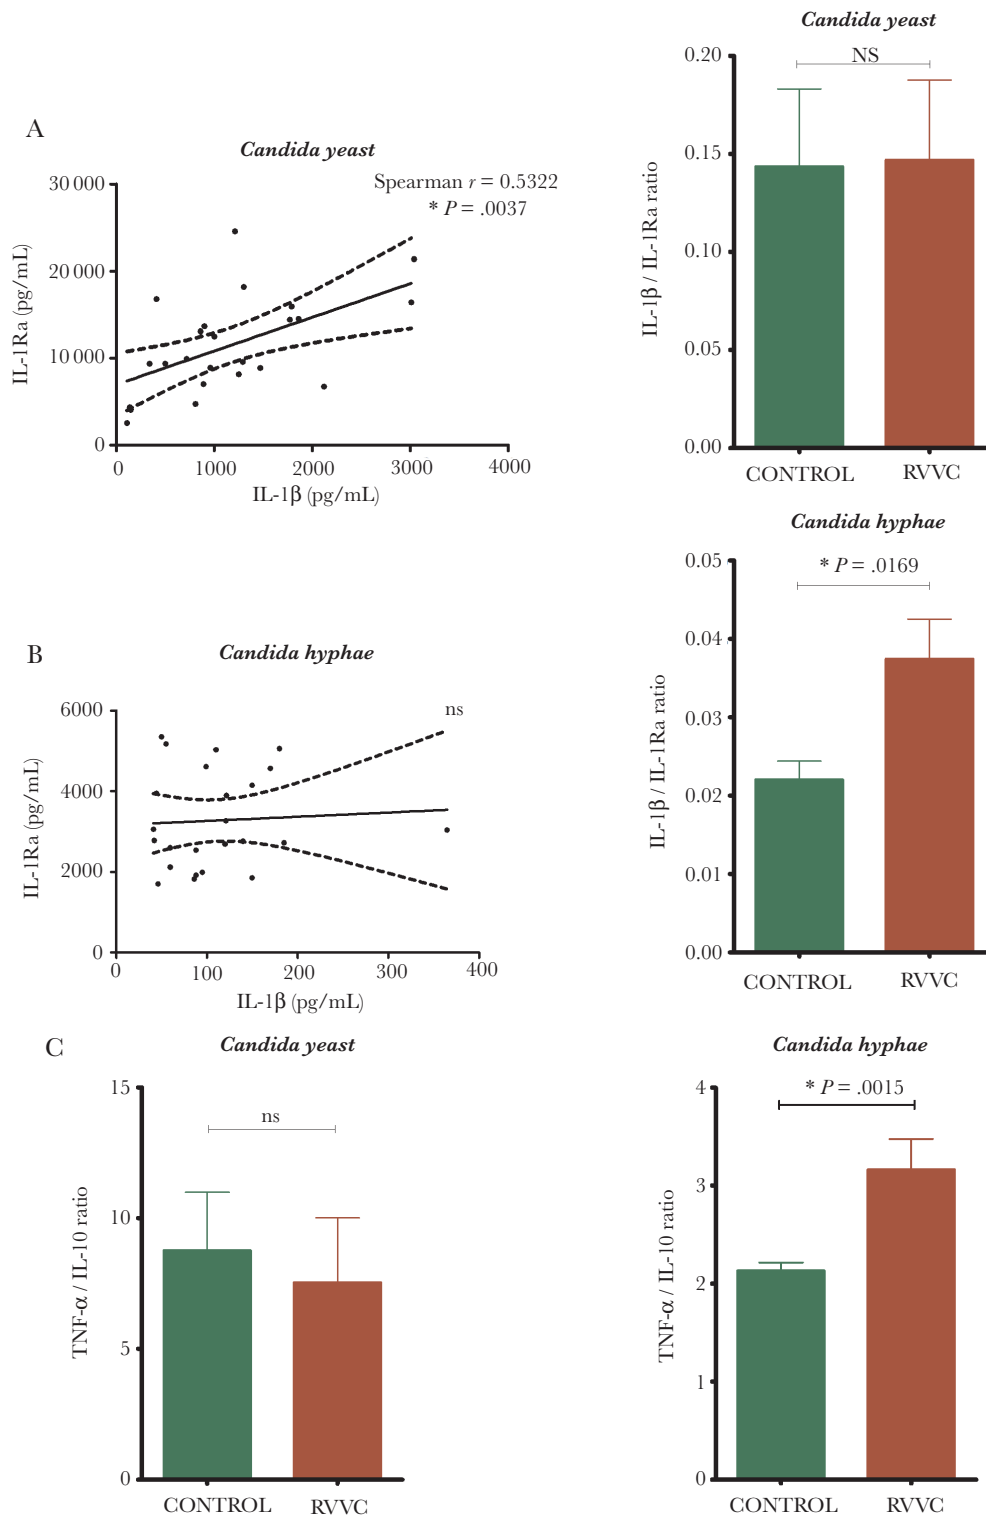 A
Candida yeast
Spearman r = 0.5322
* P = .0037
IL-1Ra (pg/mL)
30 000
20 000
10 000
0
0 1000 2000 3000 4000
IL-1β (pg/mL)
Candida yeast
NS
IL-1β / IL-1Ra ratio
0.20
0.15
0.10
0.05
0.00
CONTROL RVVC
B
Candida hyphae
ns
IL-1Ra (pg/mL)
6000
4000
2000
0
0 100 200 300 400
IL-1β (pg/mL)
Candida hyphae
* P = .0169
IL-1β / IL-1Ra ratio
0.05
0.04
0.03
0.02
0.01
0.00
CONTROL RVVC
C
Candida yeast
ns
TNF-α / IL-10 ratio
15
10
5
0
CONTROL RVVC
Candida hyphae
* P = .0015
TNF-α / IL-10 ratio
4
3
2
1
0
CONTROL RVVC